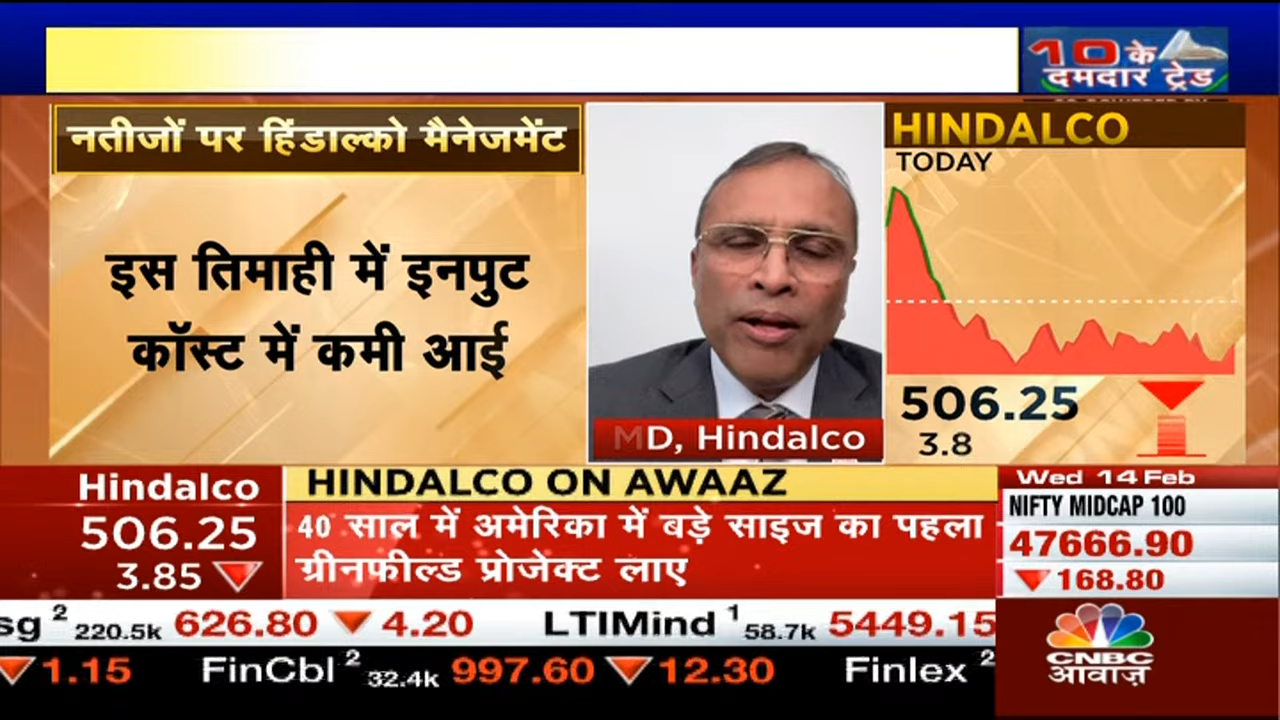 10 के
दमदार ट्रेड
नतीजों पर हिंडाल्को मैनेजमेंट
इस तिमाही में इनपुट
कॉस्ट में कमी आई
MD, Hindalco
HINDALCO
TODAY
506.25
3.8
Hindalco
506.25
3.85
HINDALCO ON AWAAZ
40 साल में अमेरिका में बड़े साइज का पहला
ग्रीनफील्ड प्रोजेक्ट लाए
Wed 14 Feb
NIFTY MIDCAP 100
47666.90
168.80
sg 2 220.5k 626.80 4.20 LTIMind 1 58.7k 5449.15
1.15 FinCbl 2 32.4k 997.60 12.30 Finlex 2
CNBC
आवाज़